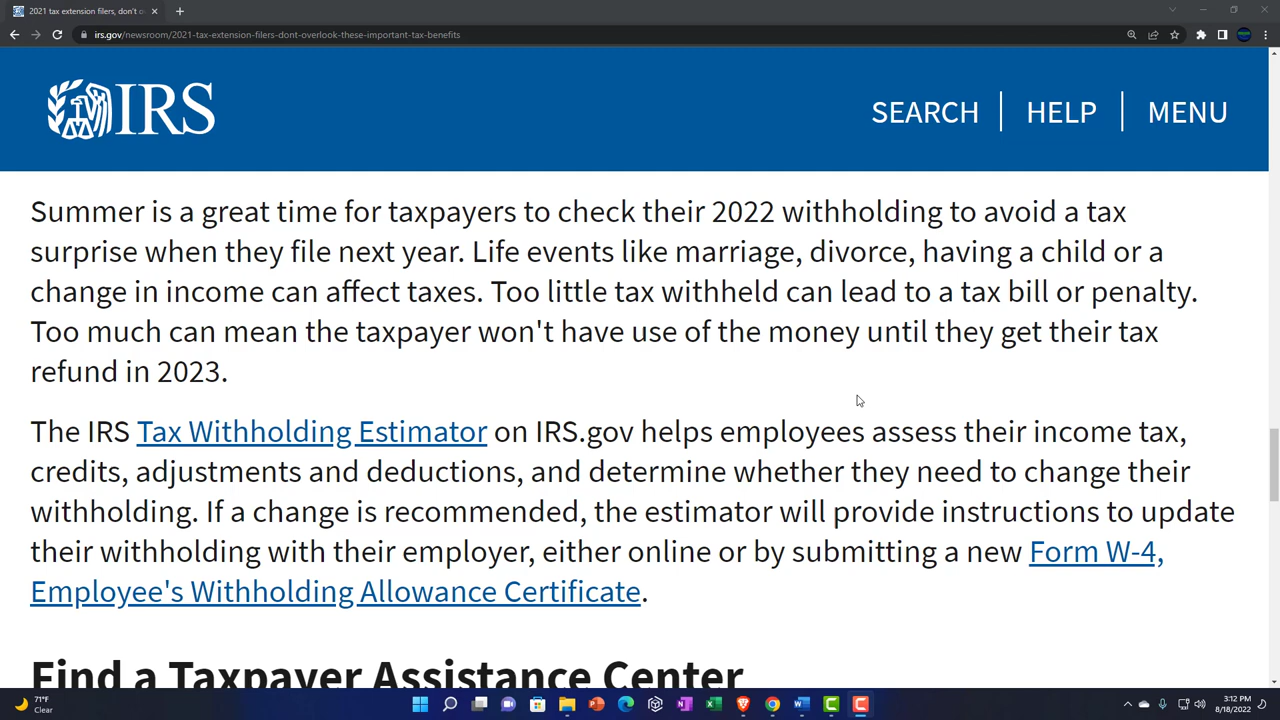 2021 tax extension filers, don't o
irs.gov/newsroom/2021-tax-extension-filers-dont-overlook-these-important-tax-benefits
IRS
SEARCH
HELP
MENU
Summer is a great time for taxpayers to check their 2022 withholding to avoid a tax
surprise when they file next year. Life events like marriage, divorce, having a child or a
change in income can affect taxes. Too little tax withheld can lead to a tax bill or penalty.
Too much can mean the taxpayer won't have use of the money until they get their tax
refund in 2023.
The IRS Tax Withholding Estimator on IRS.gov helps employees assess their income tax,
credits, adjustments and deductions, and determine whether they need to change their
withholding. If a change is recommended, the estimator will provide instructions to update
their withholding with their employer, either online or by submitting a new Form W-4,
Employee's Withholding Allowance Certificate.
Find a Taxpayer Assistance Center
71°F
Clear
3:12 PM
8/18/2022